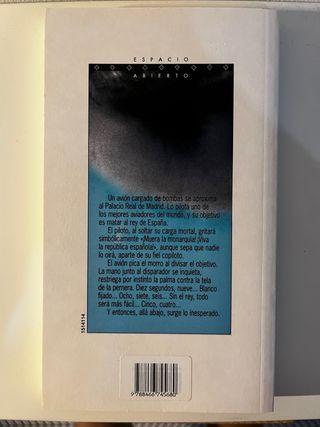 ESPACIO
ABIERTO
Un avión cargado de bombas se aproxima
al Palacio Real de Madrid. Lo pilota uno de
los mejores aviadores del mundo, y su objetivo
es matar al rey de España.
El piloto, al soltar su carga mortal, gritará
simbólicamente «¡Muera la monarquía! ¡Viva
la república española!», aunque sepa que nadie
lo oirá, aparte de su fiel copiloto.
El avión pica el morro al divisar el objetivo.
La mano junto al disparador se inquieta,
restriega por instinto la palma contra la tela
de la pernera. Diez segundos, nueve... Blanco
fijado... Ocho, siete, seis... Sin el rey, todo
será más fácil... Cinco, cuatro...
Y entonces, allá abajo, surge lo inesperado.
1514114
9 788466 745680